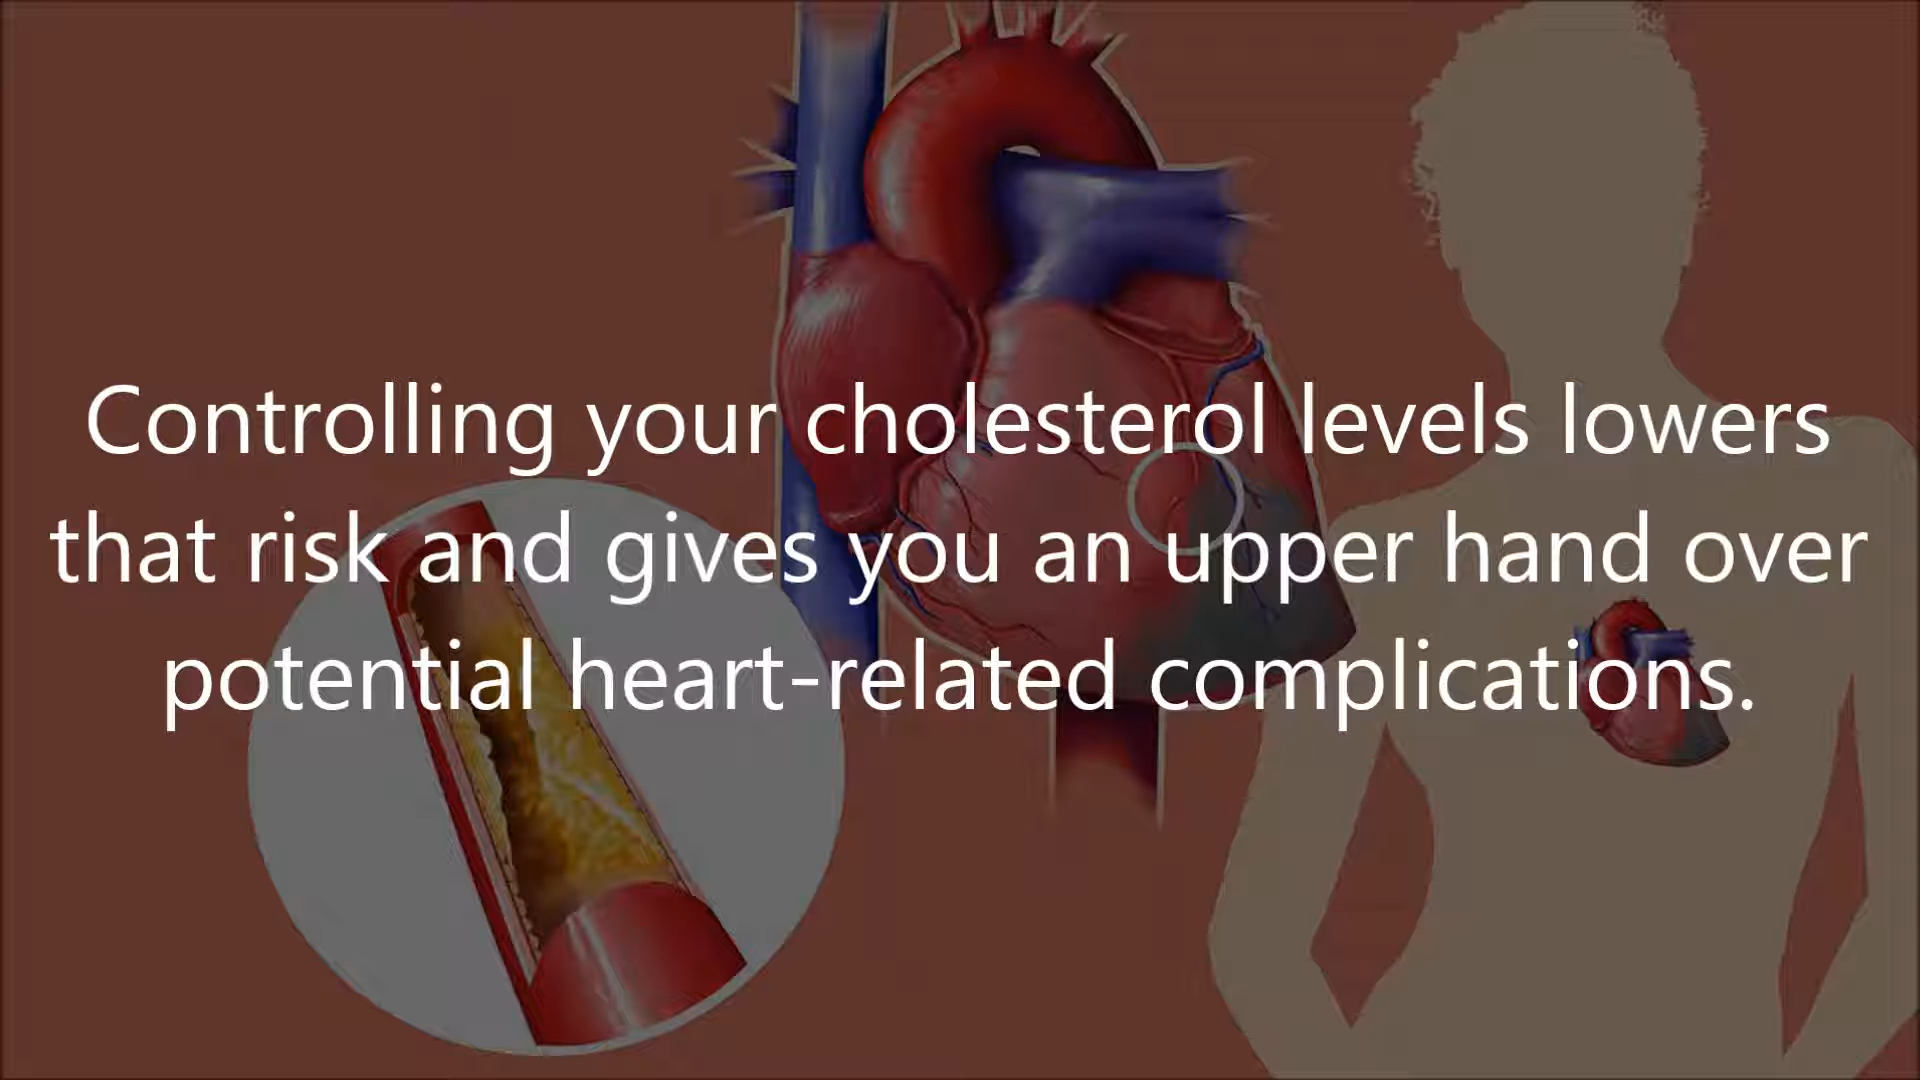 Controlling your cholesterol levels lowers
that risk and gives you an upper hand over
potential heart-related complications.